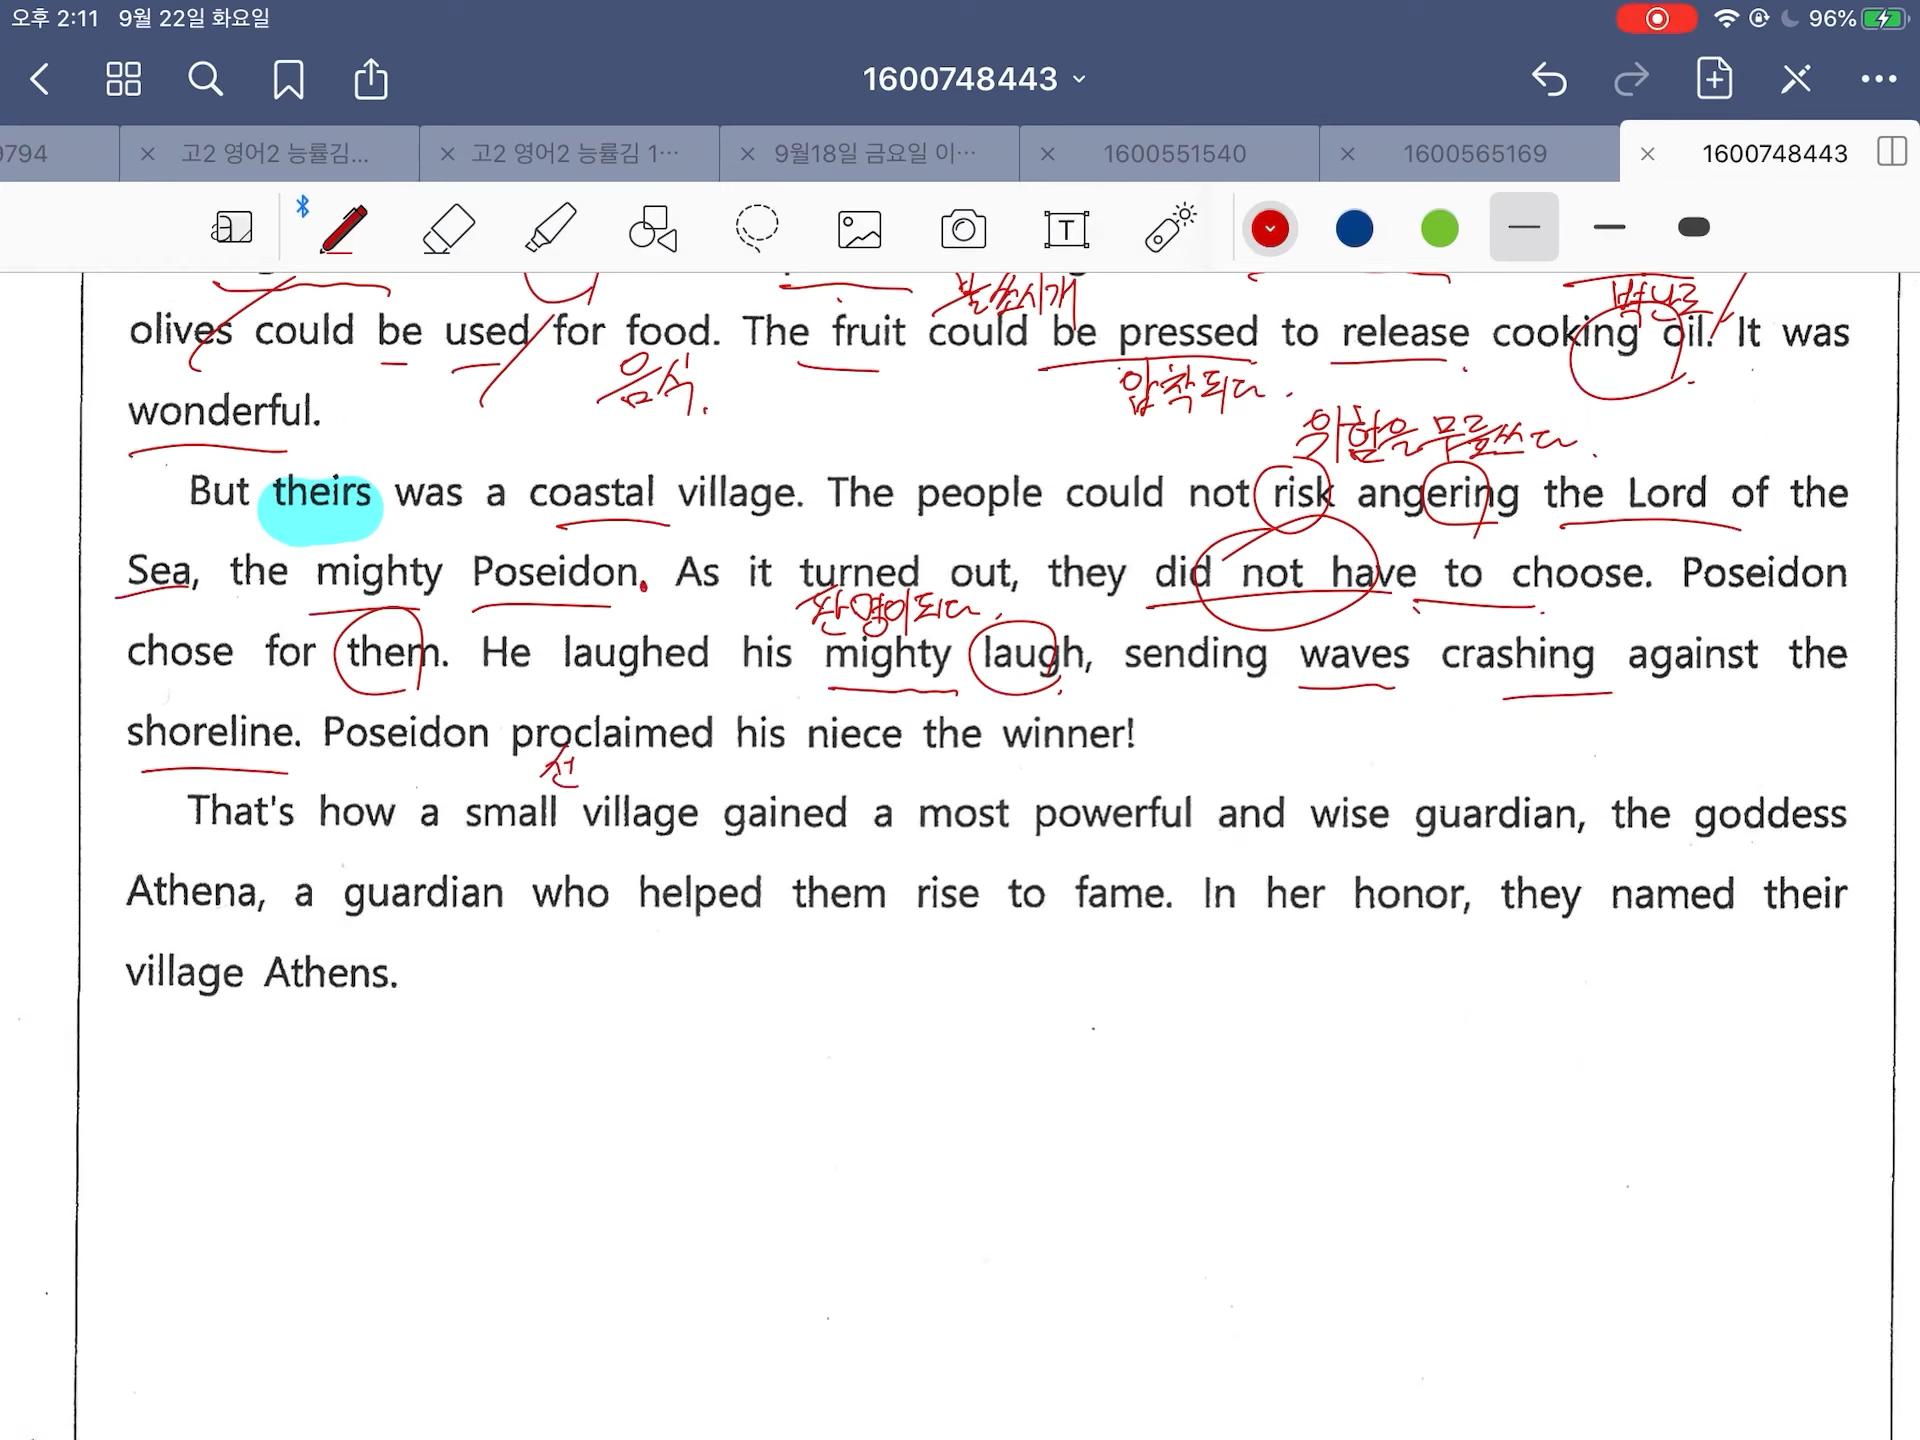 오후 2:11 9월 22일 화요일 96%
1600748443
9794 고2 영어2 능률김... 고2 영어2 능률김 1... 9월18일 금요일 이... 1600551540 1600565169 1600748443
olives could be used for food. The fruit could be pressed to release cooking oil. It was
음식. 압착되다.
wonderful.
위험을 무릅쓰다.
But theirs was a coastal village. The people could not risk angering the Lord of the
Sea, the mighty Poseidon. As it turned out, they did not have to choose. Poseidon
판명이되다.
chose for them. He laughed his mighty laugh, sending waves crashing against the
shoreline. Poseidon proclaimed his niece the winner!
선
That's how a small village gained a most powerful and wise guardian, the goddess
Athena, a guardian who helped them rise to fame. In her honor, they named their
village Athens.